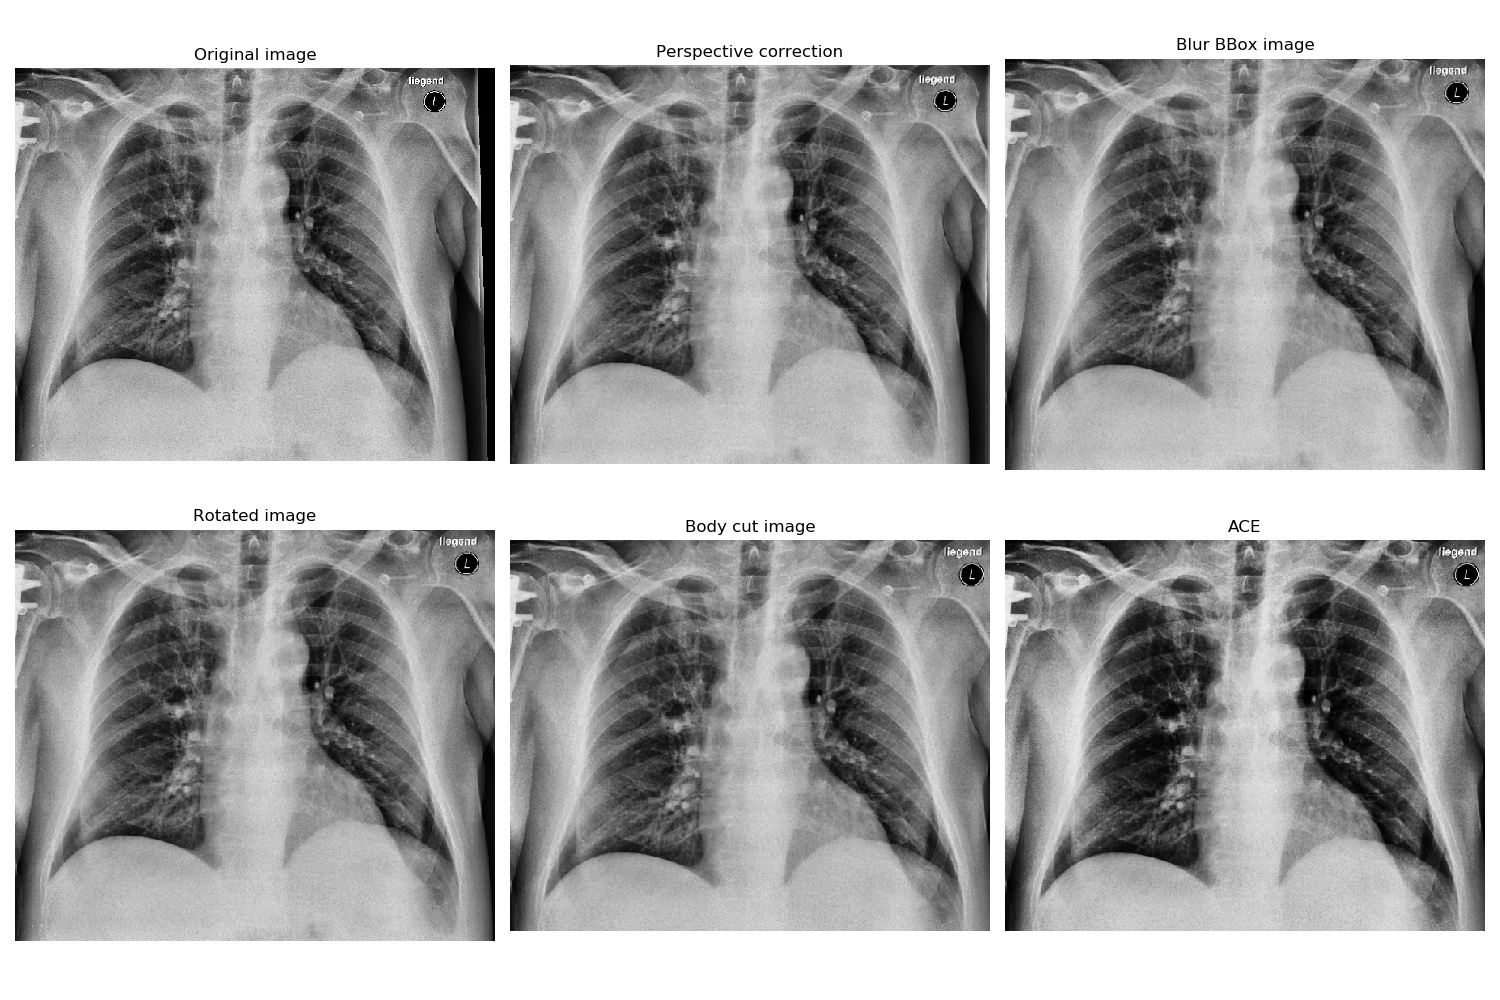 Original image
liegend
L
Perspective correction
liegend
L
Blur BBox image
liegend
L
Rotated image
liegend
L
Body cut image
liegend
L
ACE
liegend
L